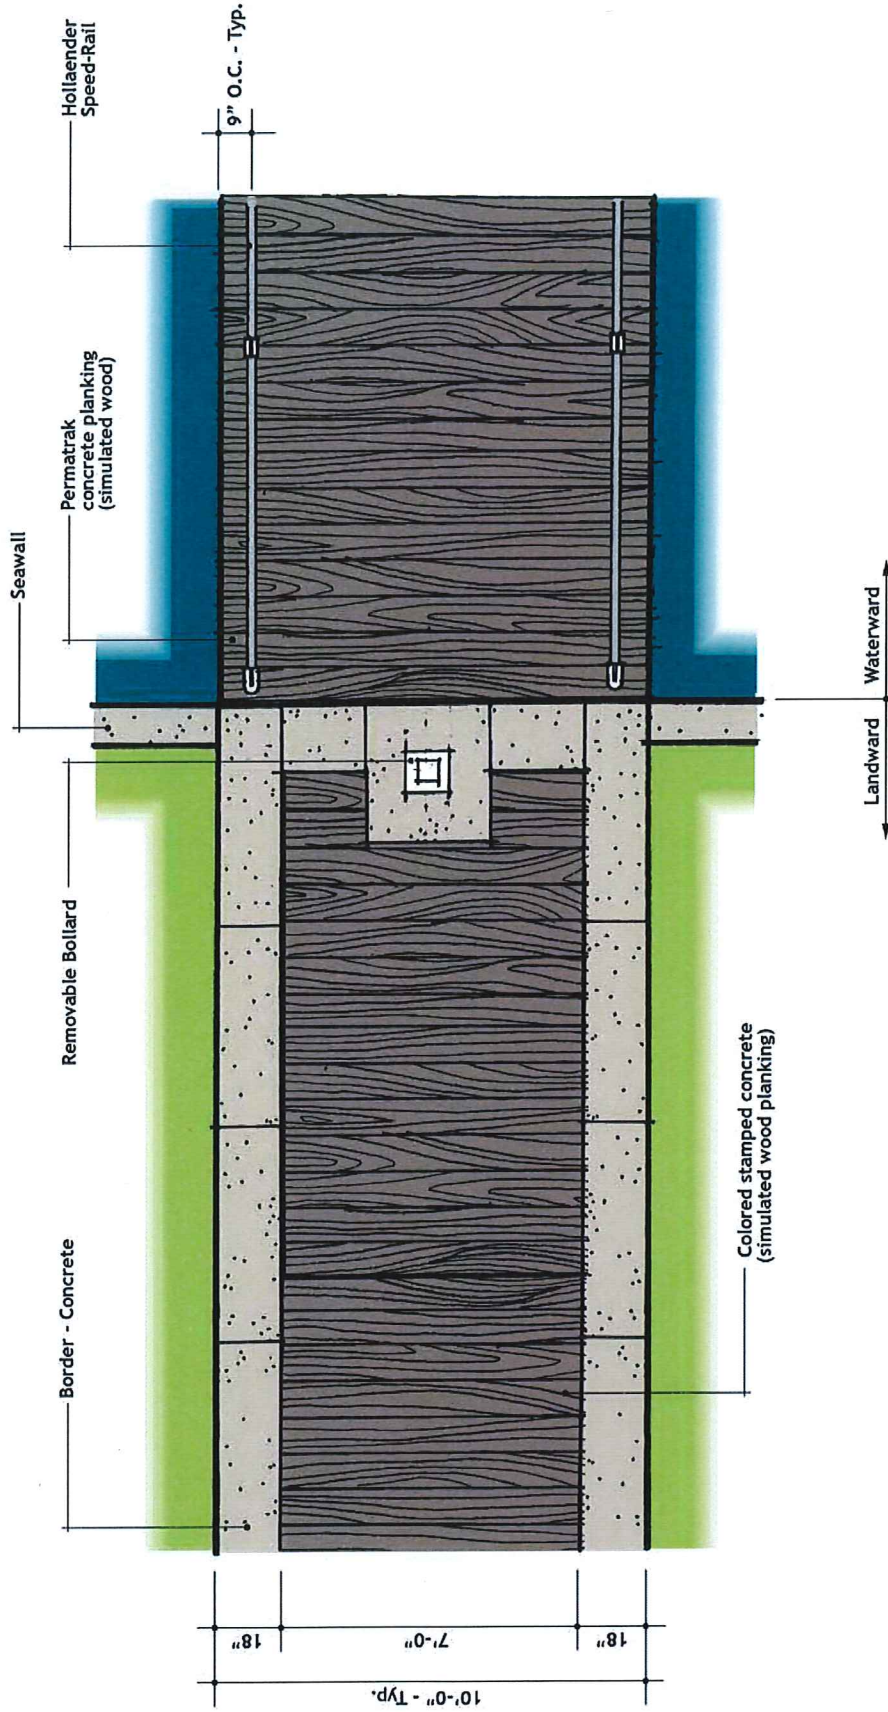 Hollaender
Speed-Rail
9" O.C. - Typ.
Permatrak
concrete planking
(simulated wood)
Seawall
Removable Bollard
Border - Concrete
Waterward
Landward
Colored stamped concrete
(simulated wood planking)
18"
7'-0"
18"
10'-0" - Typ.